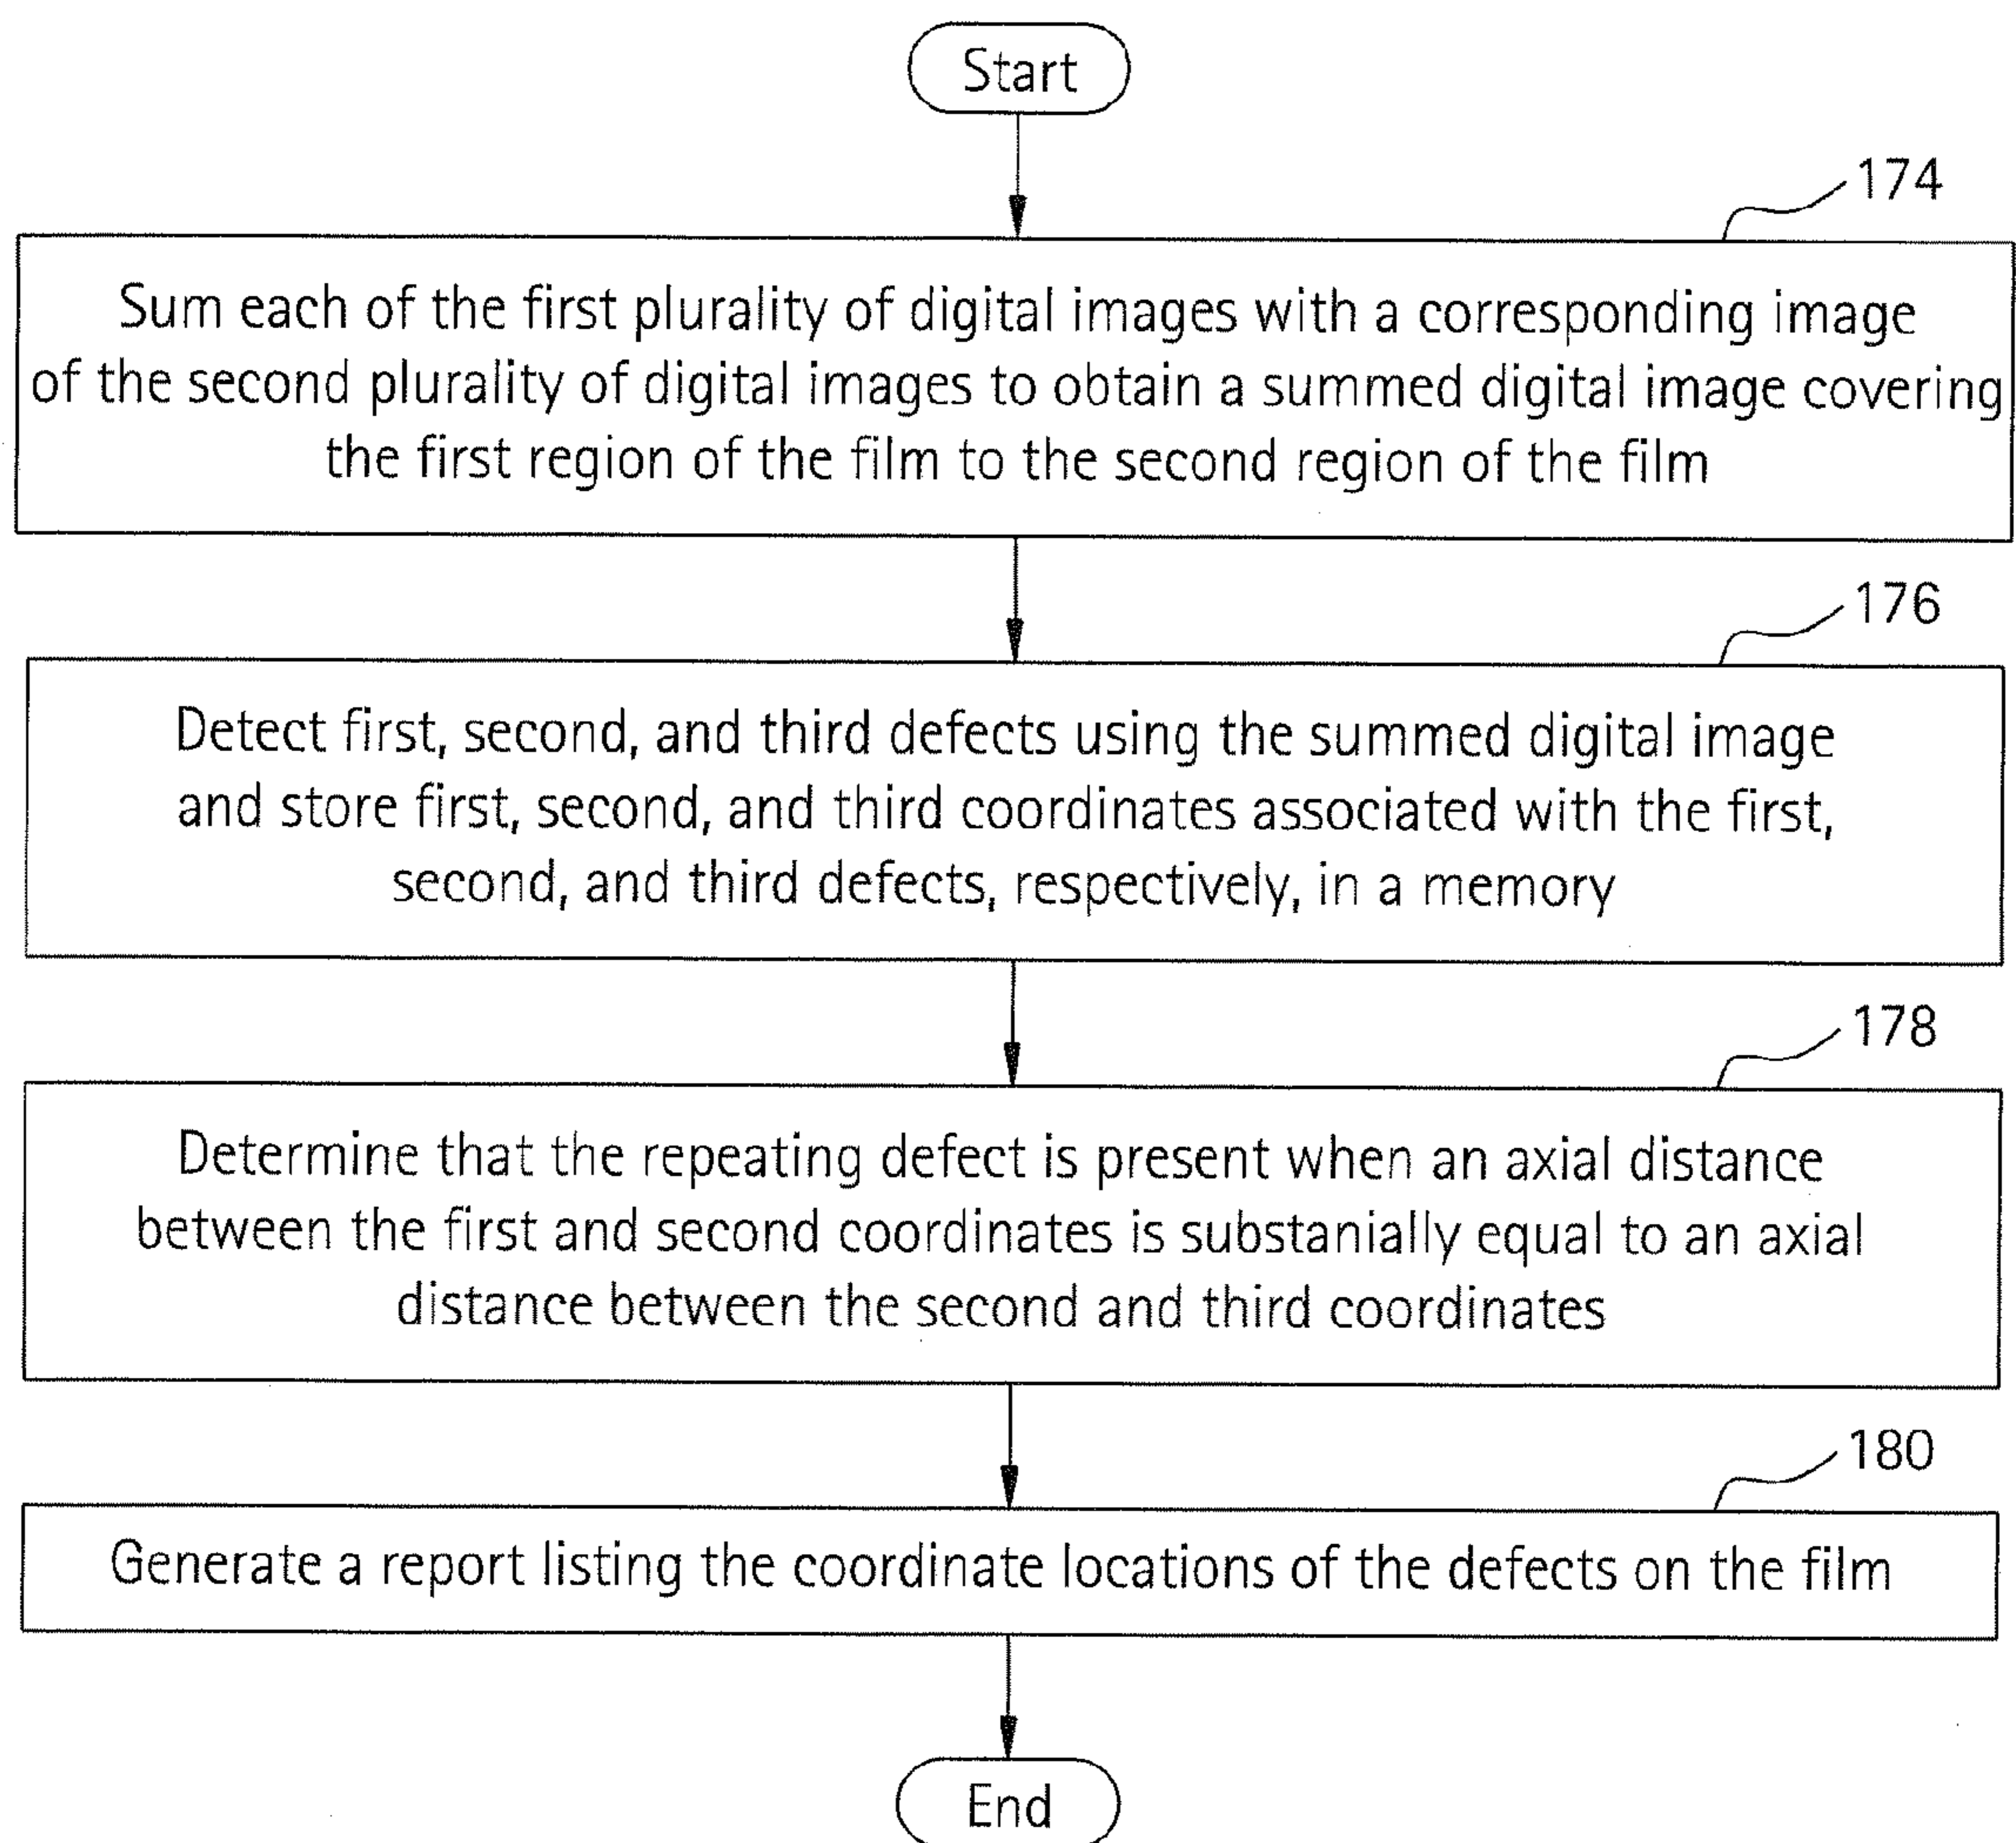 Start
174
Sum each of the first plurality of digital images with a corresponding image
of the second plurality of digital images to obtain a summed digital image covering
the first region of the film to the second region of the film
176
Detect first, second, and third defects using the summed digital image
and store first, second, and third coordinates associated with the first,
second, and third defects, respectively, in a memory
178
Determine that the repeating defect is present when an axial distance
between the first and second coordinates is substanially equal to an axial
distance between the second and third coordinates
180
Generate a report listing the coordinate locations of the defects on the film
End